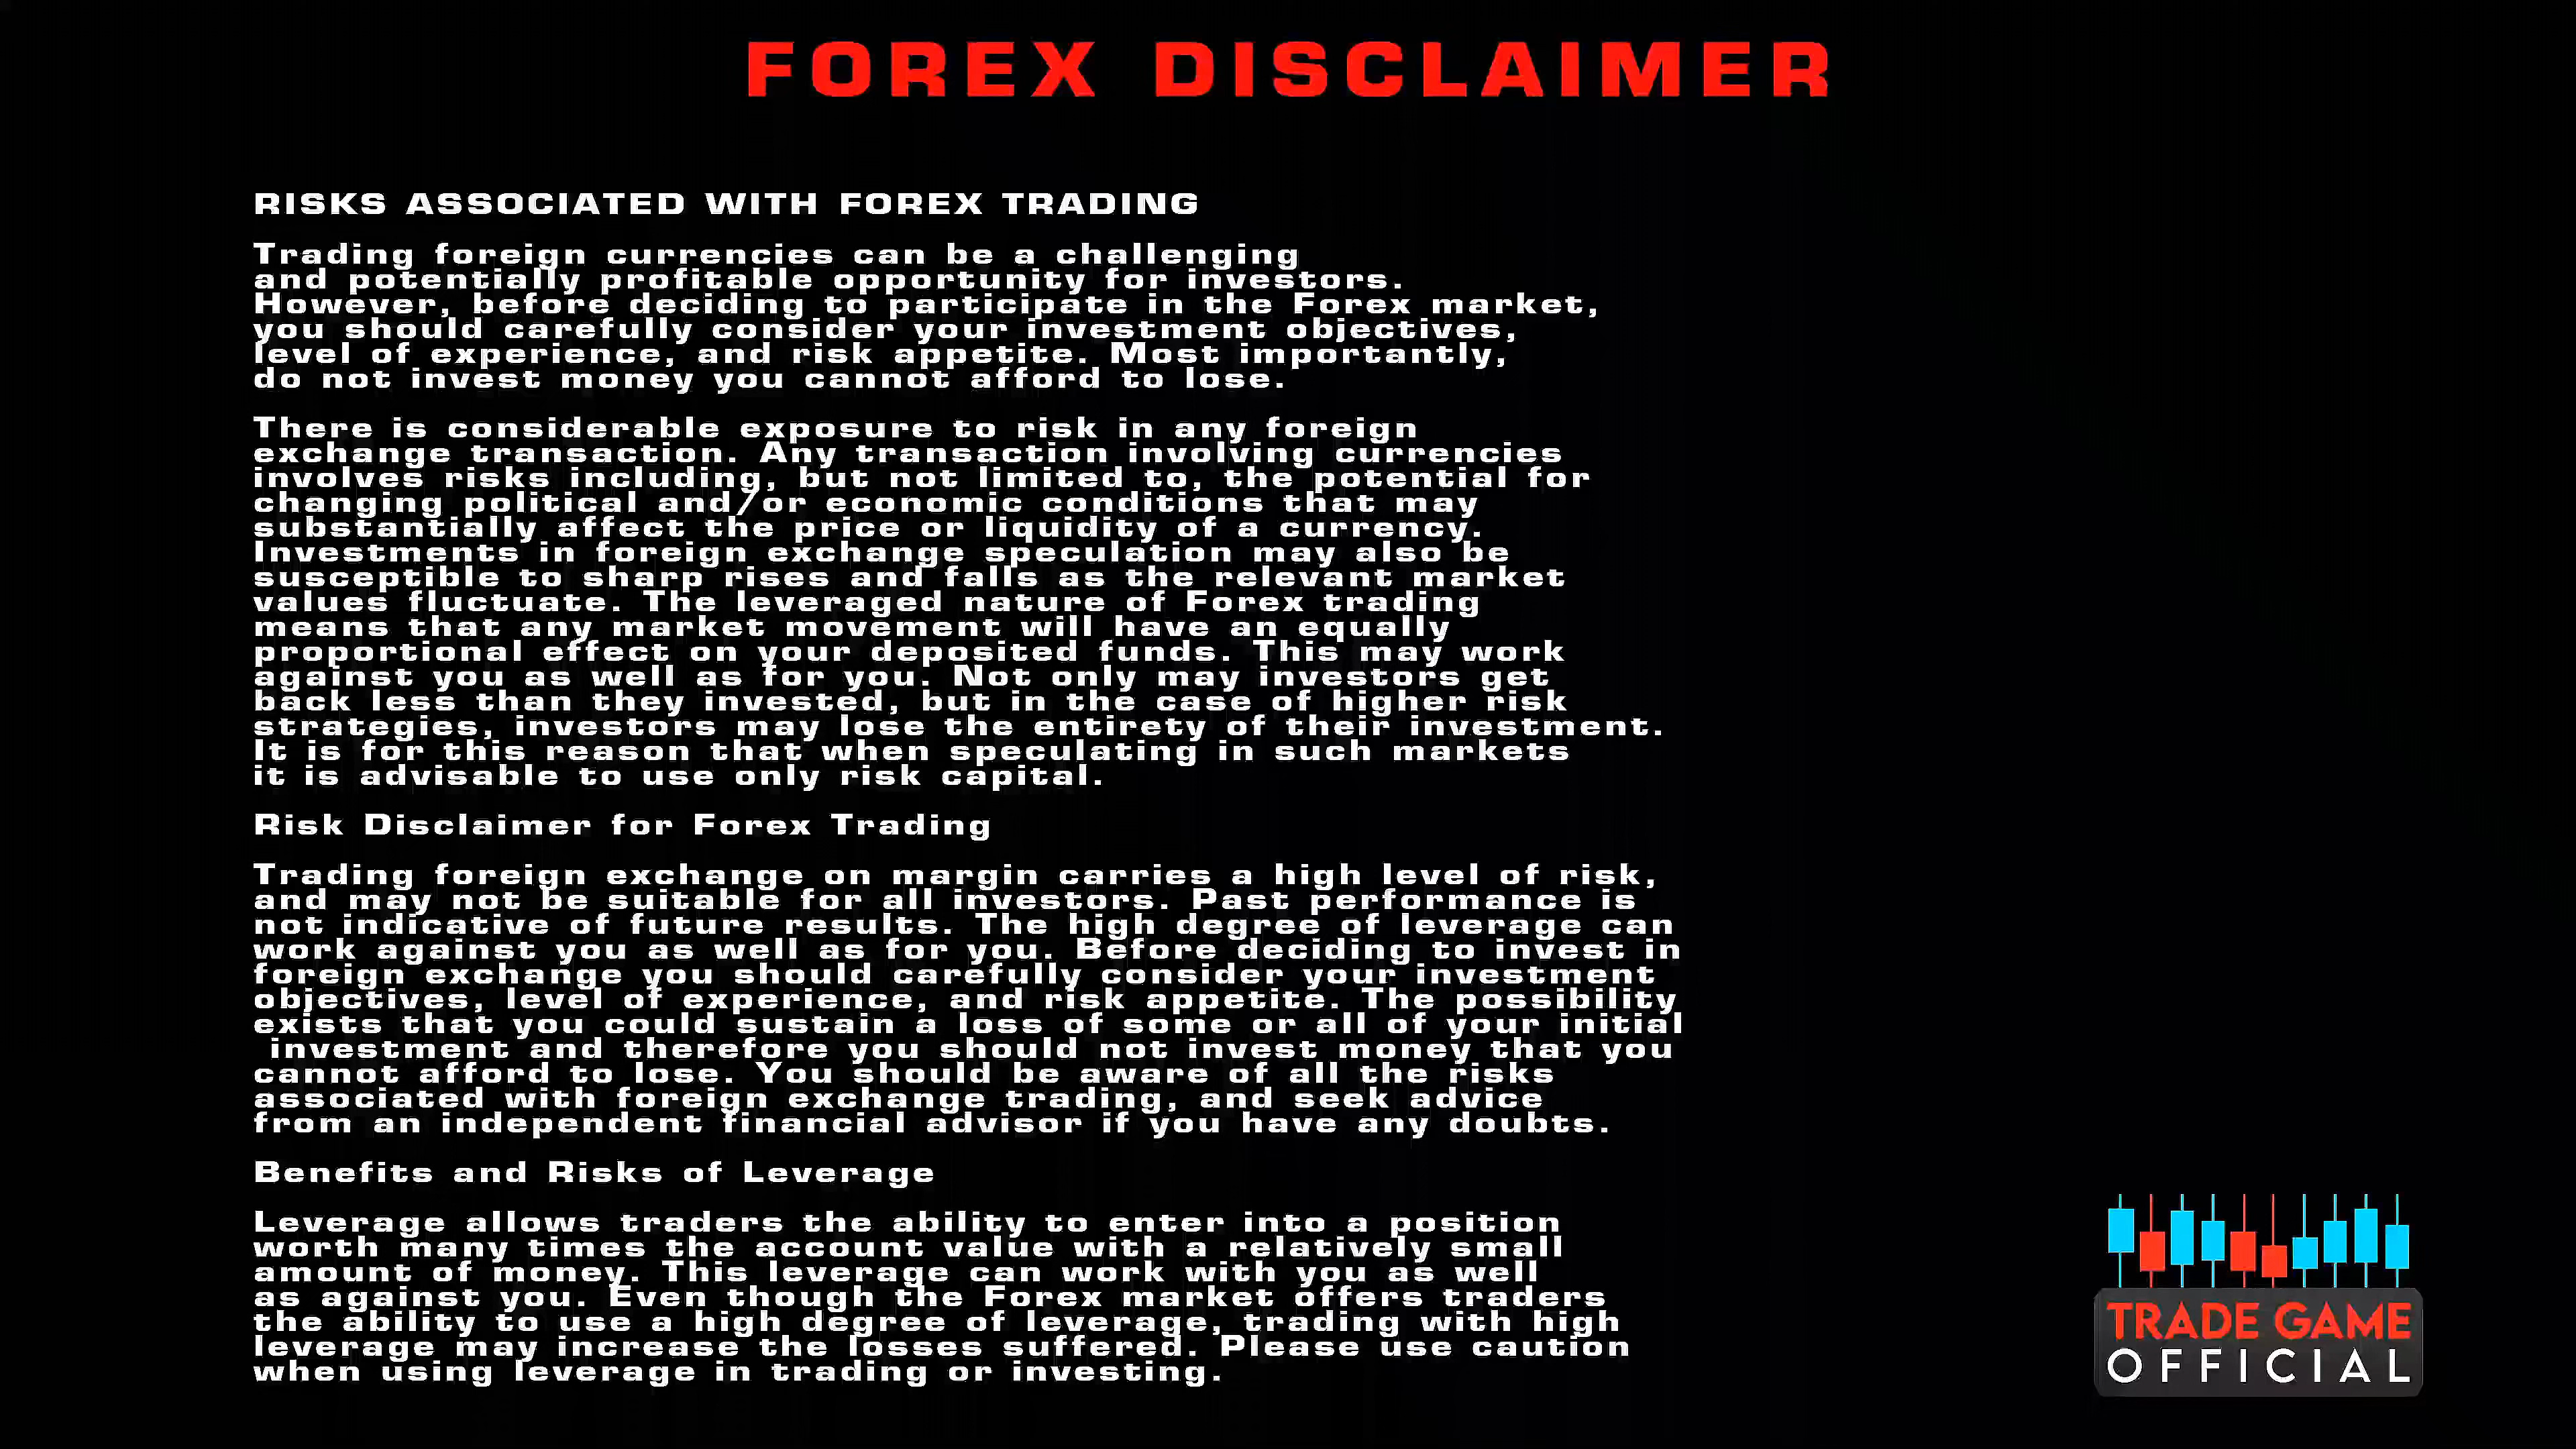 FOREX DISCLAIMER
RISKS ASSOCIATED WITH FOREX TRADING
Trading foreign currencies can be a challenging
and potentially profitable opportunity for investors.
However, before deciding to participate in the Forex market,
you should carefully consider your investment objectives,
level of experience, and risk appetite. Most importantly,
do not invest money you cannot afford to lose.
There is considerable exposure to risk in any foreign
exchange transaction. Any transaction involving currencies
involves risks including, but not limited to, the potential for
changing political and/or economic conditions that may
substantially affect the price or liquidity of a currency.
Investments in foreign exchange speculation may also be
susceptible to sharp rises and falls as the relevant market
values fluctuate. The leveraged nature of Forex trading
means that any market movement will have an equally
proportional effect on your deposited funds. This may work
against you as well as for you. Not only may investors get
back less than they invested, but in the case of higher risk
strategies, investors may lose the entirety of their investment.
It is for this reason that when speculating in such markets
it is advisable to use only risk capital.
Risk Disclaimer for Forex Trading
Trading foreign exchange on margin carries a high level of risk,
and may not be suitable for all investors. Past performance is
not indicative of future results. The high degree of leverage can
work against you as well as for you. Before deciding to invest in
foreign exchange you should carefully consider your investment
objectives, level of experience, and risk appetite. The possibility
exists that you could sustain a loss of some or all of your initial
investment and therefore you should not invest money that you
cannot afford to lose. You should be aware of all the risks
associated with foreign exchange trading, and seek advice
from an independent financial advisor if you have any doubts.
Benefits and Risks of Leverage
Leverage allows traders the ability to enter into a position
worth many times the account value with a relatively small
amount of money. This leverage can work with you as well
as against you. Even though the Forex market offers traders
the ability to use a high degree of leverage, trading with high
leverage may increase the losses suffered. Please use caution
when using leverage in trading or investing.
TRADE GAME
OFFICIAL